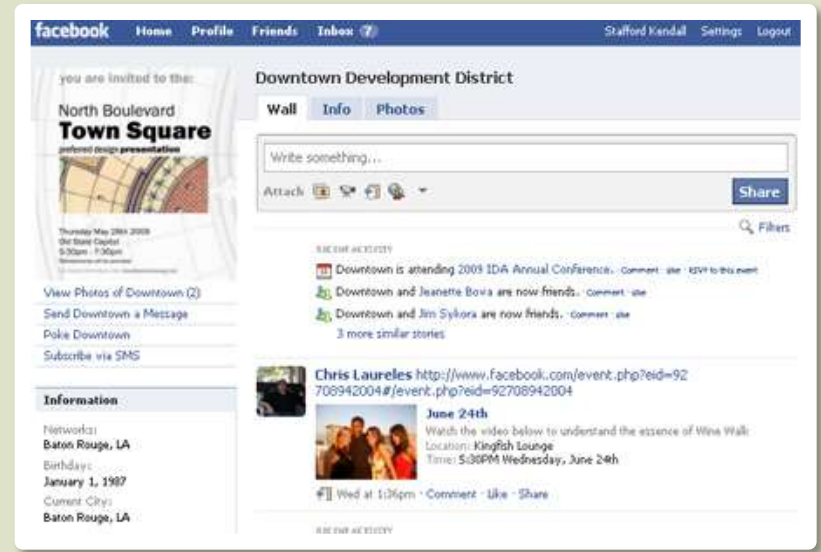 facebook Home Profile Friends Inbox 7 Stafford Kendall Settings Logout
you are invited to the:
North Boulevard
Town Square
preferred design presentation
Thursday May 28th 2009
Old State Capitol
5:30pm - 7:30pm
View Photos of Downtown (2)
Send Downtown a Message
Poke Downtown
Subscribe via SMS
Information
Networks:
Baton Rouge, LA
Birthday:
January 1, 1987
Current City:
Baton Rouge, LA
Downtown Development District
Wall Info Photos
Write something...
Attach Share
Filters
RECENT ACTIVITY
Downtown is attending 2009 IDA Annual Conference. · Comment · Like · RSVP to this event
Downtown and Jeanette Bova are now friends. · Comment · Like
Downtown and Jim Sykora are now friends. · Comment · Like
3 more similar stories
Chris Laureles http://www.facebook.com/event.php?eid=92
708942004#/event.php?eid=92708942004
June 24th
Watch the video below to understand the essence of Wine Walk
Location: Kingfish Lounge
Time: 5:30PM Wednesday, June 24th
Wed at 1:36pm · Comment · Like · Share
RECENT ACTIVITY